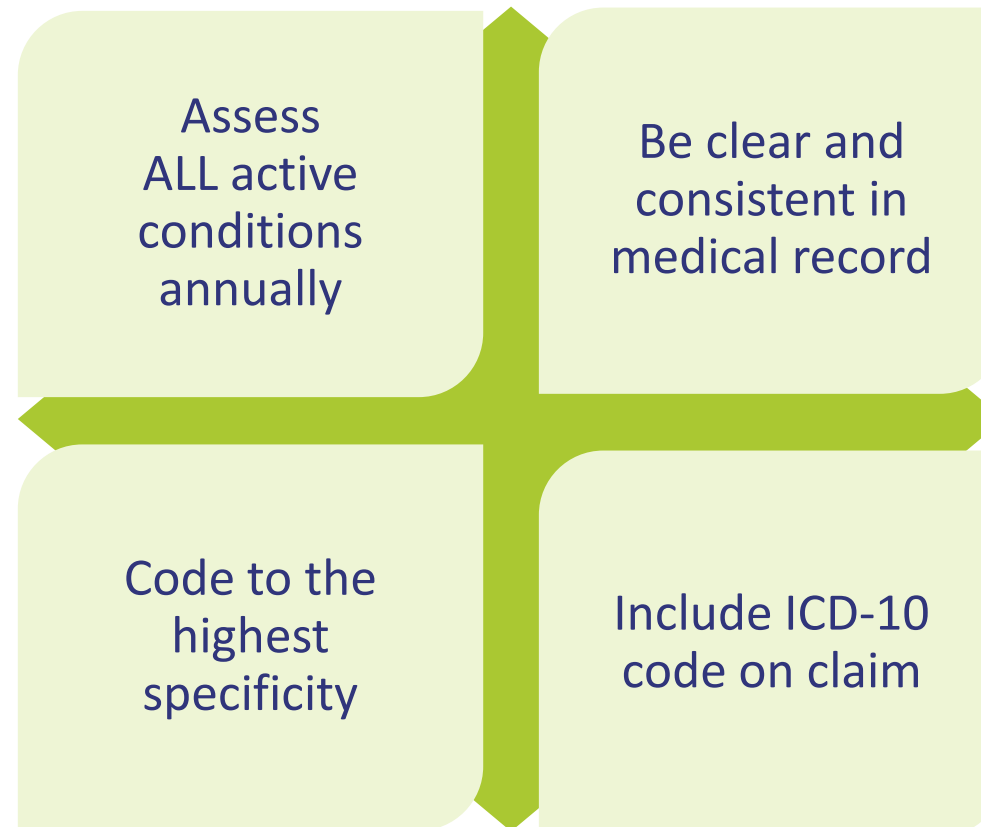 Assess
ALL active
conditions
annually
Be clear and
consistent in
medical record
Code to the
highest
specificity
Include ICD-10
code on claim